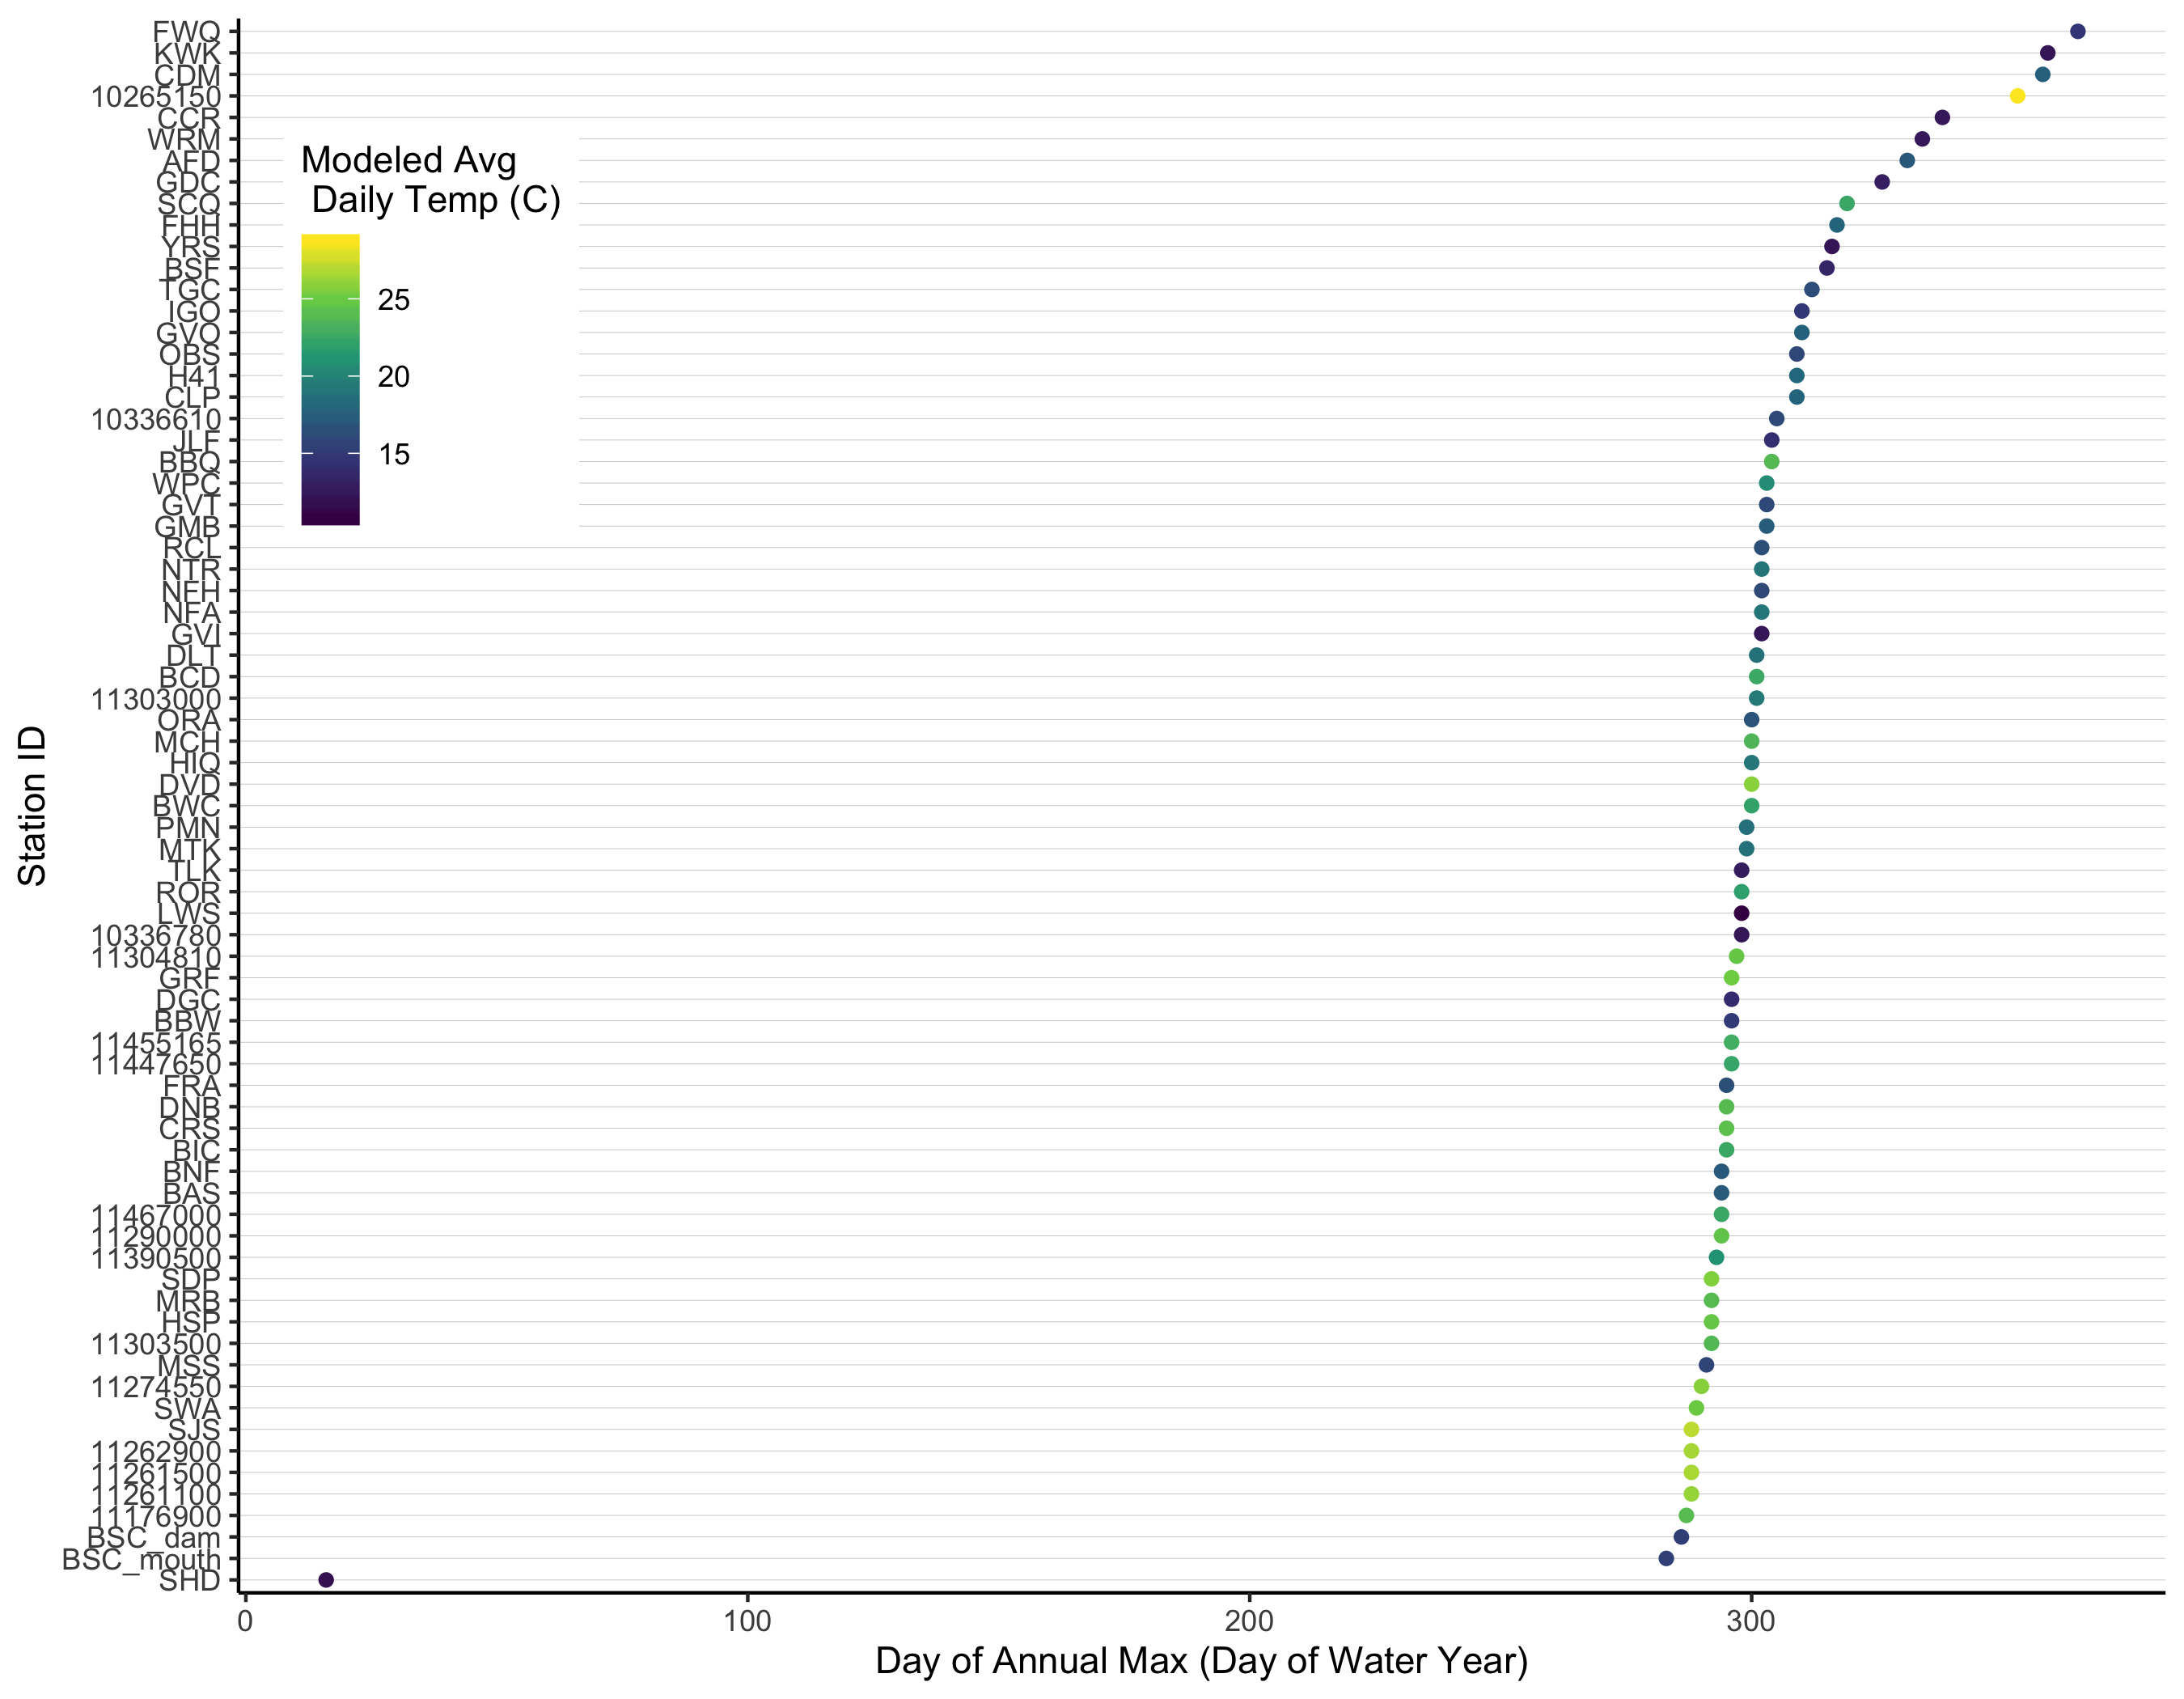 FWQ
KWK
CDM
10265150
CCR
WRM
AFD
GDC
SCQ
FHH
YRS
BSF
TGC
IGO
GVO
OBS
H41
CLP
10336610
JLF
BBQ
WPC
GVT
GMB
RCL
NTR
NFH
NFA
GVI
DLT
BCD
11303000
ORA
MCH
HIQ
DVD
BWC
PMN
MTK
TLK
ROR
LWS
10336780
11304810
GRF
DGC
BBW
11455165
11447650
FRA
DNB
CRS
BIC
BNF
BAS
11467000
11290000
11390500
SDP
MRB
HSP
11303500
MSS
11274550
SWA
SJS
11262900
11261500
11261100
11176900
BSC_dam
BSC_mouth
SHD
Station ID
Modeled Avg
Daily Temp (C)
25
20
15
0 100 200 300
Day of Annual Max (Day of Water Year)